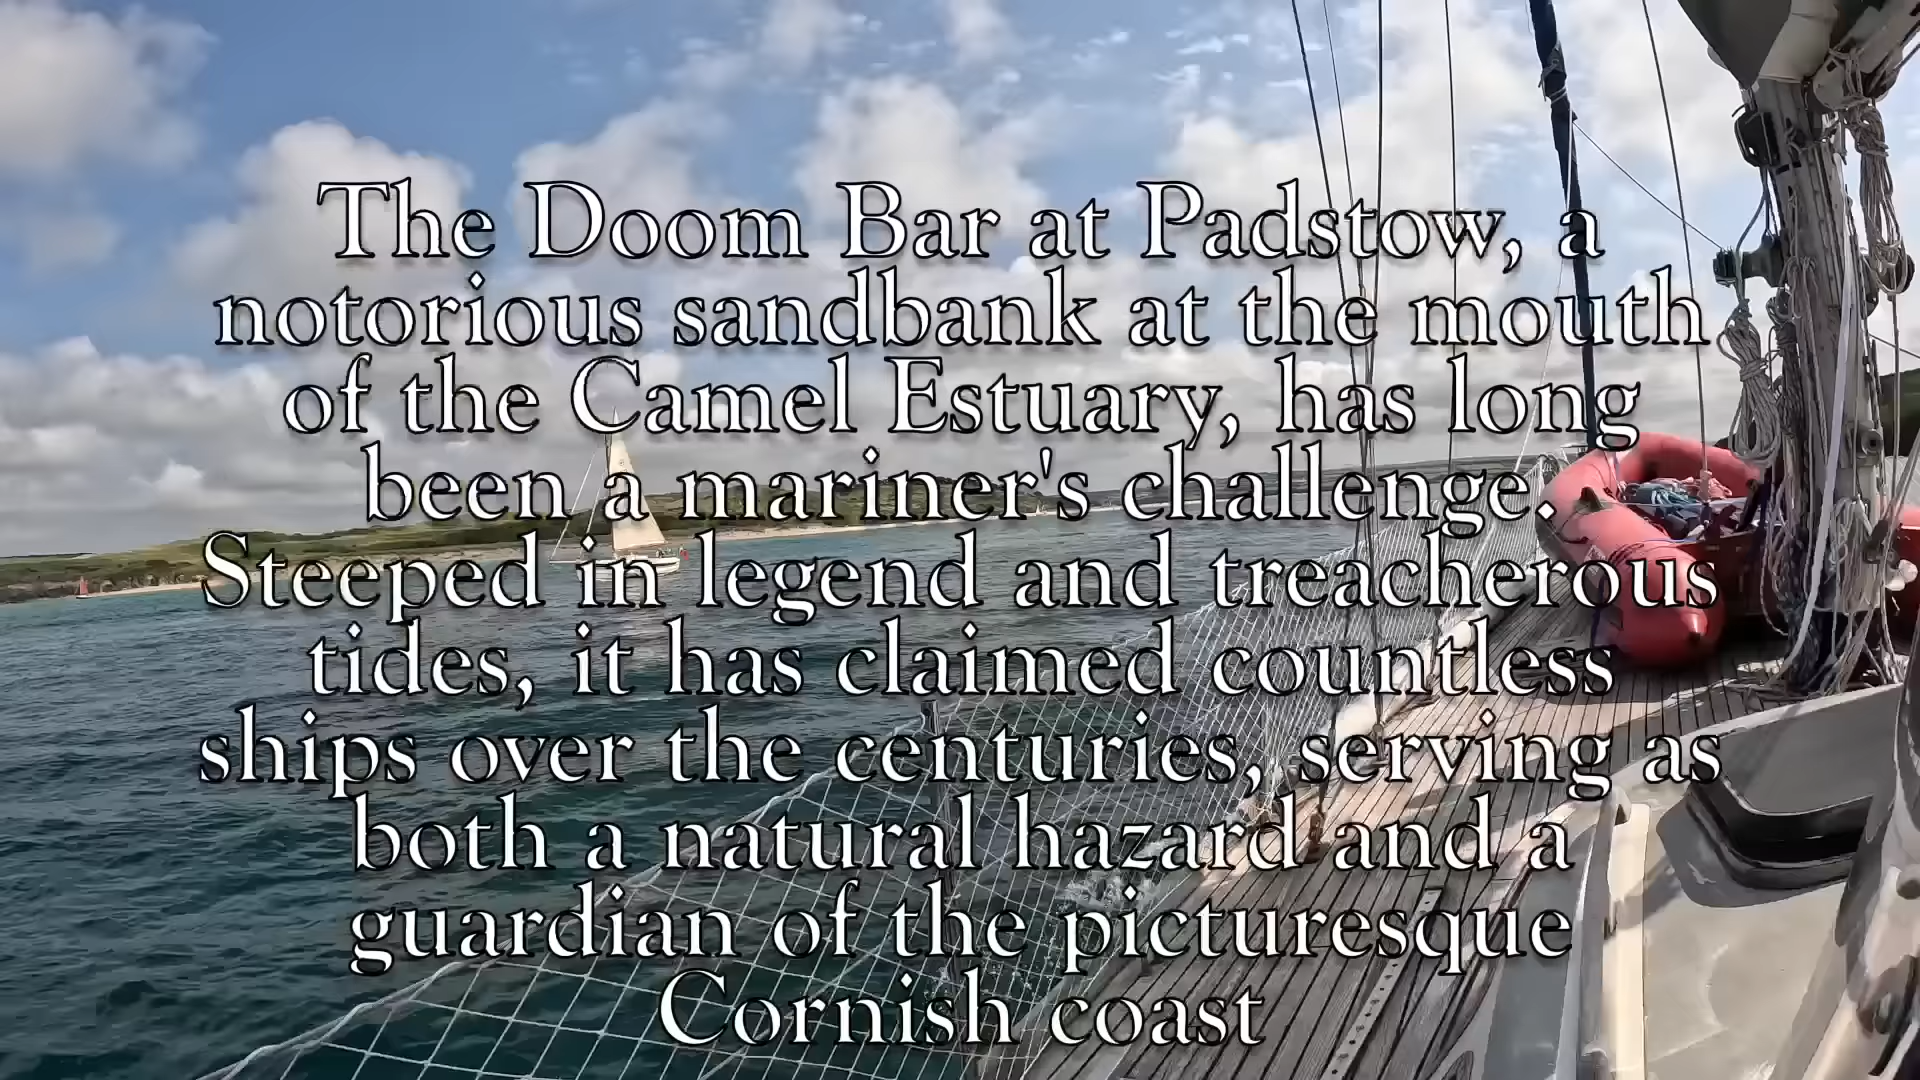 The Doom Bar at Padstow, a
notorious sandbank at the mouth
of the Camel Estuary, has long
been a mariner's challenge.
Steeped in legend and treacherous
tides, it has claimed countless
ships over the centuries, serving as
both a natural hazard and a
guardian of the picturesque
Cornish coast